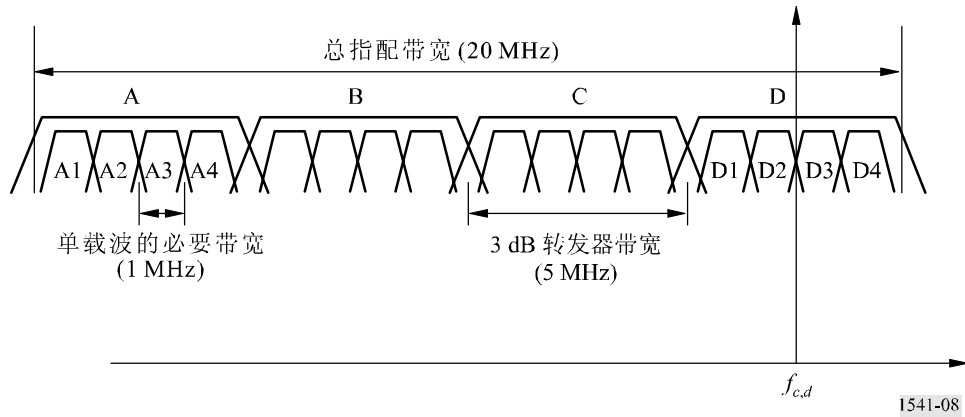 总指配带宽 (20 MHz)
A B C D
A1 A2 A3 A4 D1 D2 D3 D4
单载波的必要带宽
(1 MHz)
3 dB 转发器带宽
(5 MHz)
fc,d
1541-08